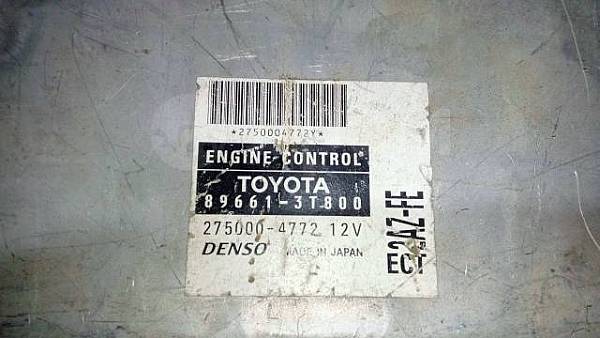 *2750004772Y*
ENGINE CONTROL
TOYOTA
89661-3T800
275000-4772 12V
DENSO MADE IN JAPAN
2AZ-FE
ECT